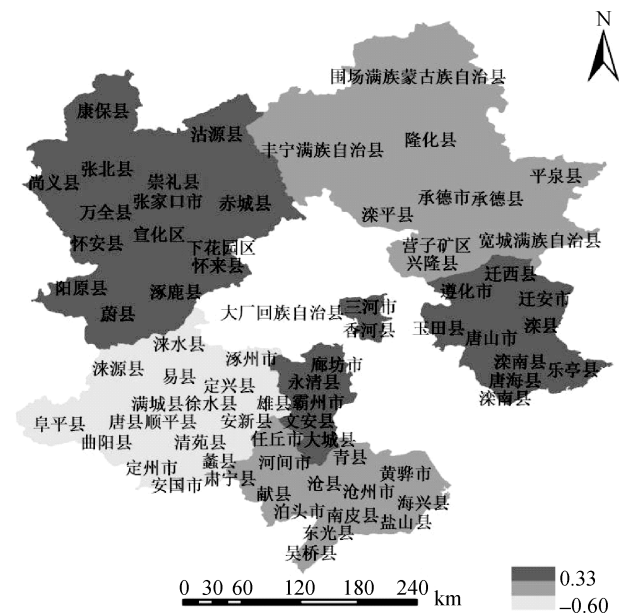 N
围场满族蒙古族自治县
康保县
沽源县
丰宁满族自治县
隆化县
张北县
尚义县
崇礼县
平泉县
万全县
张家口市
赤城县
承德市
承德县
滦平县
怀安县
宣化区
下花园区
怀来县
营子矿区
宽城满族自治县
兴隆县
迁西县
阳原县
涿鹿县
遵化市
迁安市
蔚县
大厂回族自治县
三河市
香河县
玉田县
滦县
唐山市
涞水县
涿州市
廊坊市
涞源县
易县
永清县
滦南县
乐亭县
唐海县
滦南县
定兴县
满城县
徐水县
雄县
霸州市
阜平县
唐县
顺平县
安新县
文安县
曲阳县
清苑县
任丘市
大城县
定州市
蠡县
河间市
青县
安国市
肃宁县
黄骅市
献县
沧县
沧州市
海兴县
泊头市
南皮县
盐山县
东光县
吴桥县
0 30 60 120 180 240
km
0.33
-0.60